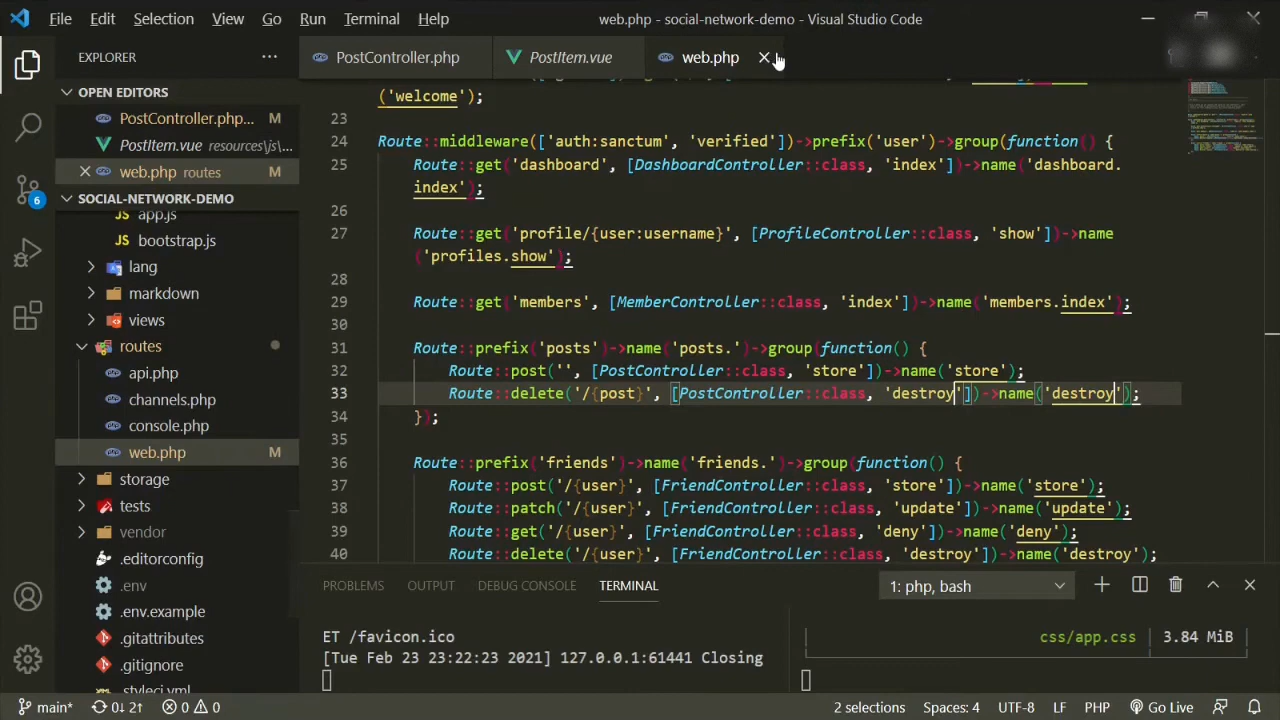 File Edit Selection View Go Run Terminal Help
web.php - social-network-demo - Visual Studio Code
EXPLORER
PostController.php
PostItem.vue
web.php
OPEN EDITORS
PostController.php... M
PostItem.vue resources\js\...
web.php routes M
SOCIAL-NETWORK-DEMO
app.js
bootstrap.js
lang
markdown
views
routes
api.php
channels.php
console.php
web.php M
storage
tests
vendor
.editorconfig
.env
.env.example
.gitattributes
.gitignore
.styleci.yml
('welcome');
23
24 Route::middleware(['auth:sanctum', 'verified'])->prefix('user')->group(function() {
25 Route::get('dashboard', [DashboardController::class, 'index'])->name('dashboard.
index');
26
27 Route::get('profile/{user:username}', [ProfileController::class, 'show'])->name
('profiles.show');
28
29 Route::get('members', [MemberController::class, 'index'])->name('members.index');
30
31 Route::prefix('posts')->name('posts.')->group(function() {
32 Route::post('', [PostController::class, 'store'])->name('store');
33 Route::delete('/{post}', [PostController::class, 'destroy'])->name('destroy');
34 });
35
36 Route::prefix('friends')->name('friends.')->group(function() {
37 Route::post('/{user}', [FriendController::class, 'store'])->name('store');
38 Route::patch('/{user}', [FriendController::class, 'update'])->name('update');
39 Route::get('/{user}', [FriendController::class, 'deny'])->name('deny');
40 Route::delete('/{user}', [FriendController::class, 'destroy'])->name('destroy');
PROBLEMS OUTPUT DEBUG CONSOLE TERMINAL
1: php, bash
ET /favicon.ico
[Tue Feb 23 23:22:23 2021] 127.0.0.1:61441 Closing
css/app.css | 3.84 MiB
6
main* 0↓ 2↑ 0 0
2 selections Spaces: 4 UTF-8 LF PHP Go Live